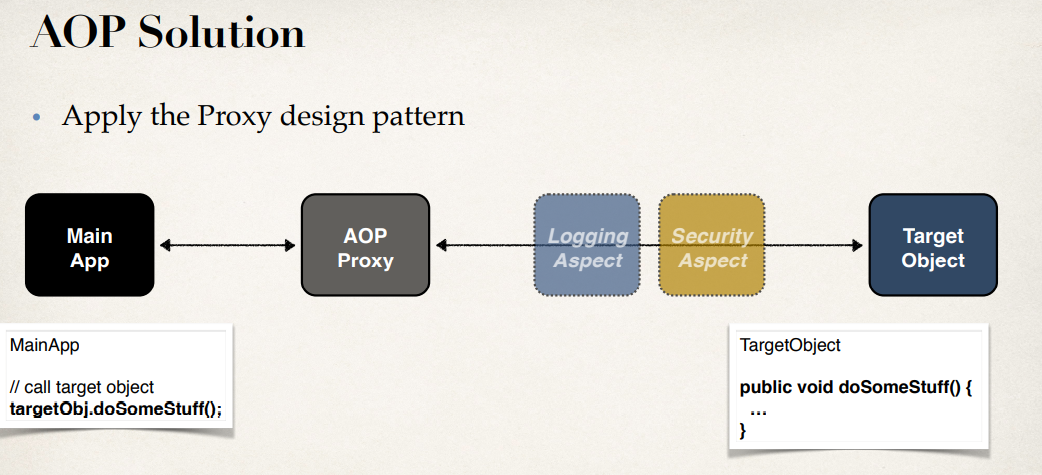 AOP Solution
• Apply the Proxy design pattern
Main
App
AOP
Proxy
Logging
Aspect
Security
Aspect
Target
Object
MainApp
// call target object
targetObj.doSomeStuff();
TargetObject
public void doSomeStuff() {
...
}